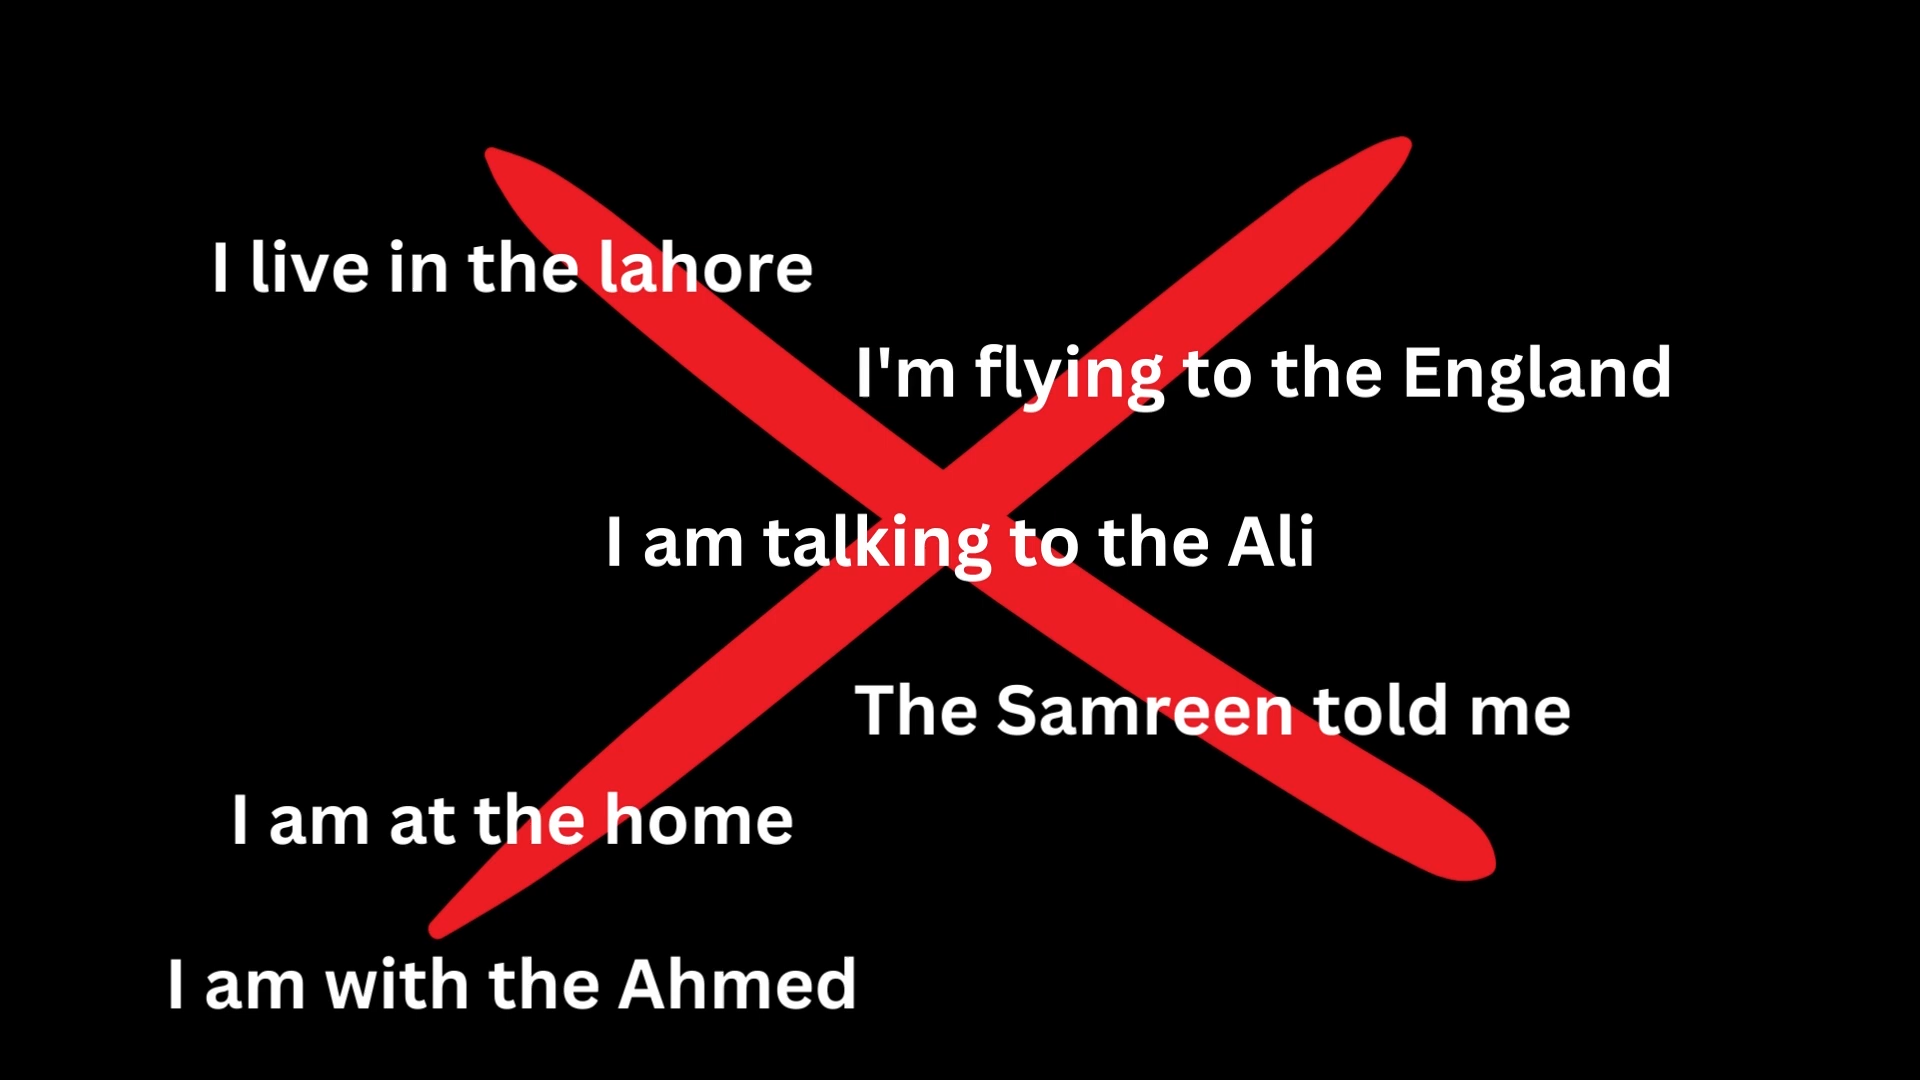 I live in the lahore
I'm flying to the England
I am talking to the Ali
The Samreen told me
I am at the home
I am with the Ahmed